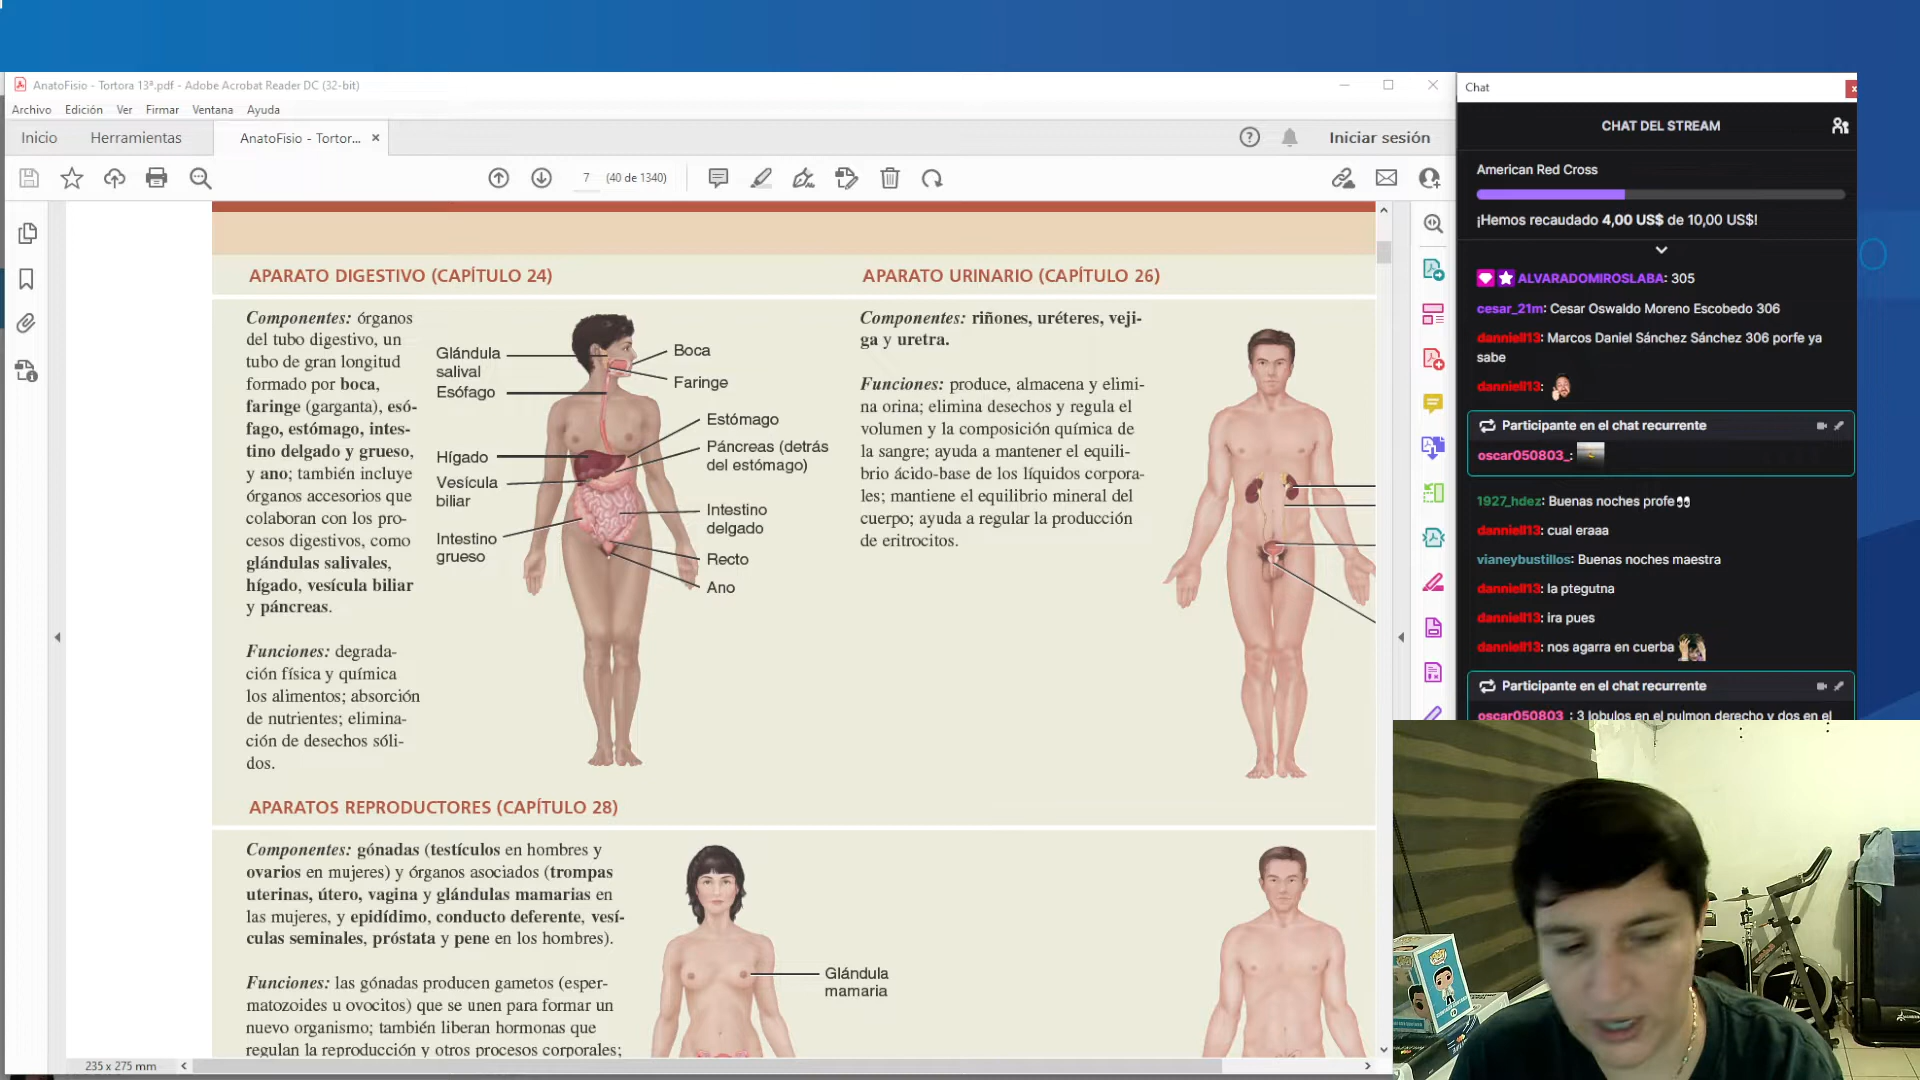 AnatoFisio - Tortora 13ª.pdf - Adobe Acrobat Reader DC (32-bit)
Archivo Edición Ver Firmar Ventana Ayuda
Inicio Herramientas AnatoFisio - Tortor... Iniciar sesión
7 (40 de 1340)
APARATO DIGESTIVO (CAPÍTULO 24)
Componentes: órganos
del tubo digestivo, un
tubo de gran longitud
formado por boca,
faringe (garganta), esó-
fago, estómago, intes-
tino delgado y grueso,
y ano; también incluye
órganos accesorios que
colaboran con los pro-
cesos digestivos, como
glándulas salivales,
hígado, vesícula biliar
y páncreas.
Funciones: degrada-
ción física y química
los alimentos; absorción
de nutrientes; elimina-
ción de desechos sóli-
dos.
Glándula
salival
Esófago
Hígado
Vesícula
biliar
Intestino
grueso
Boca
Faringe
Estómago
Páncreas (detrás
del estómago)
Intestino
delgado
Recto
Ano
APARATO URINARIO (CAPÍTULO 26)
Componentes: riñones, uréteres, veji-
ga y uretra.
Funciones: produce, almacena y elimi-
na orina; elimina desechos y regula el
volumen y la composición química de
la sangre; ayuda a mantener el equili-
brio ácido-base de los líquidos corpora-
les; mantiene el equilibrio mineral del
cuerpo; ayuda a regular la producción
de eritrocitos.
APARATOS REPRODUCTORES (CAPÍTULO 28)
Componentes: gónadas (testículos en hombres y
ovarios en mujeres) y órganos asociados (trompas
uterinas, útero, vagina y glándulas mamarias en
las mujeres, y epidídimo, conducto deferente, vesí-
culas seminales, próstata y pene en los hombres).
Funciones: las gónadas producen gametos (esper-
matozoides u ovocitos) que se unen para formar un
nuevo organismo; también liberan hormonas que
regulan la reproducción y otros procesos corporales;
Glándula
mamaria
235 x 275 mm
Chat
CHAT DEL STREAM
American Red Cross
¡Hemos recaudado 4,00 US$ de 10,00 US$!
ALVARADOMIROSLABA: 305
cesar_21m: Cesar Oswaldo Moreno Escobedo 306
danniell13: Marcos Daniel Sánchez Sánchez 306 porfe ya
sabe
danniell13:
Participante en el chat recurrente
oscar050803_:
1927_hdez: Buenas noches profe
danniell13: cual eraaa
vianeybustillos: Buenas noches maestra
danniell13: la ptegutna
danniell13: ira pues
danniell13: nos agarra en cuerba
Participante en el chat recurrente
oscar050803_: 3 lobulos en el pulmon derecho y dos en el